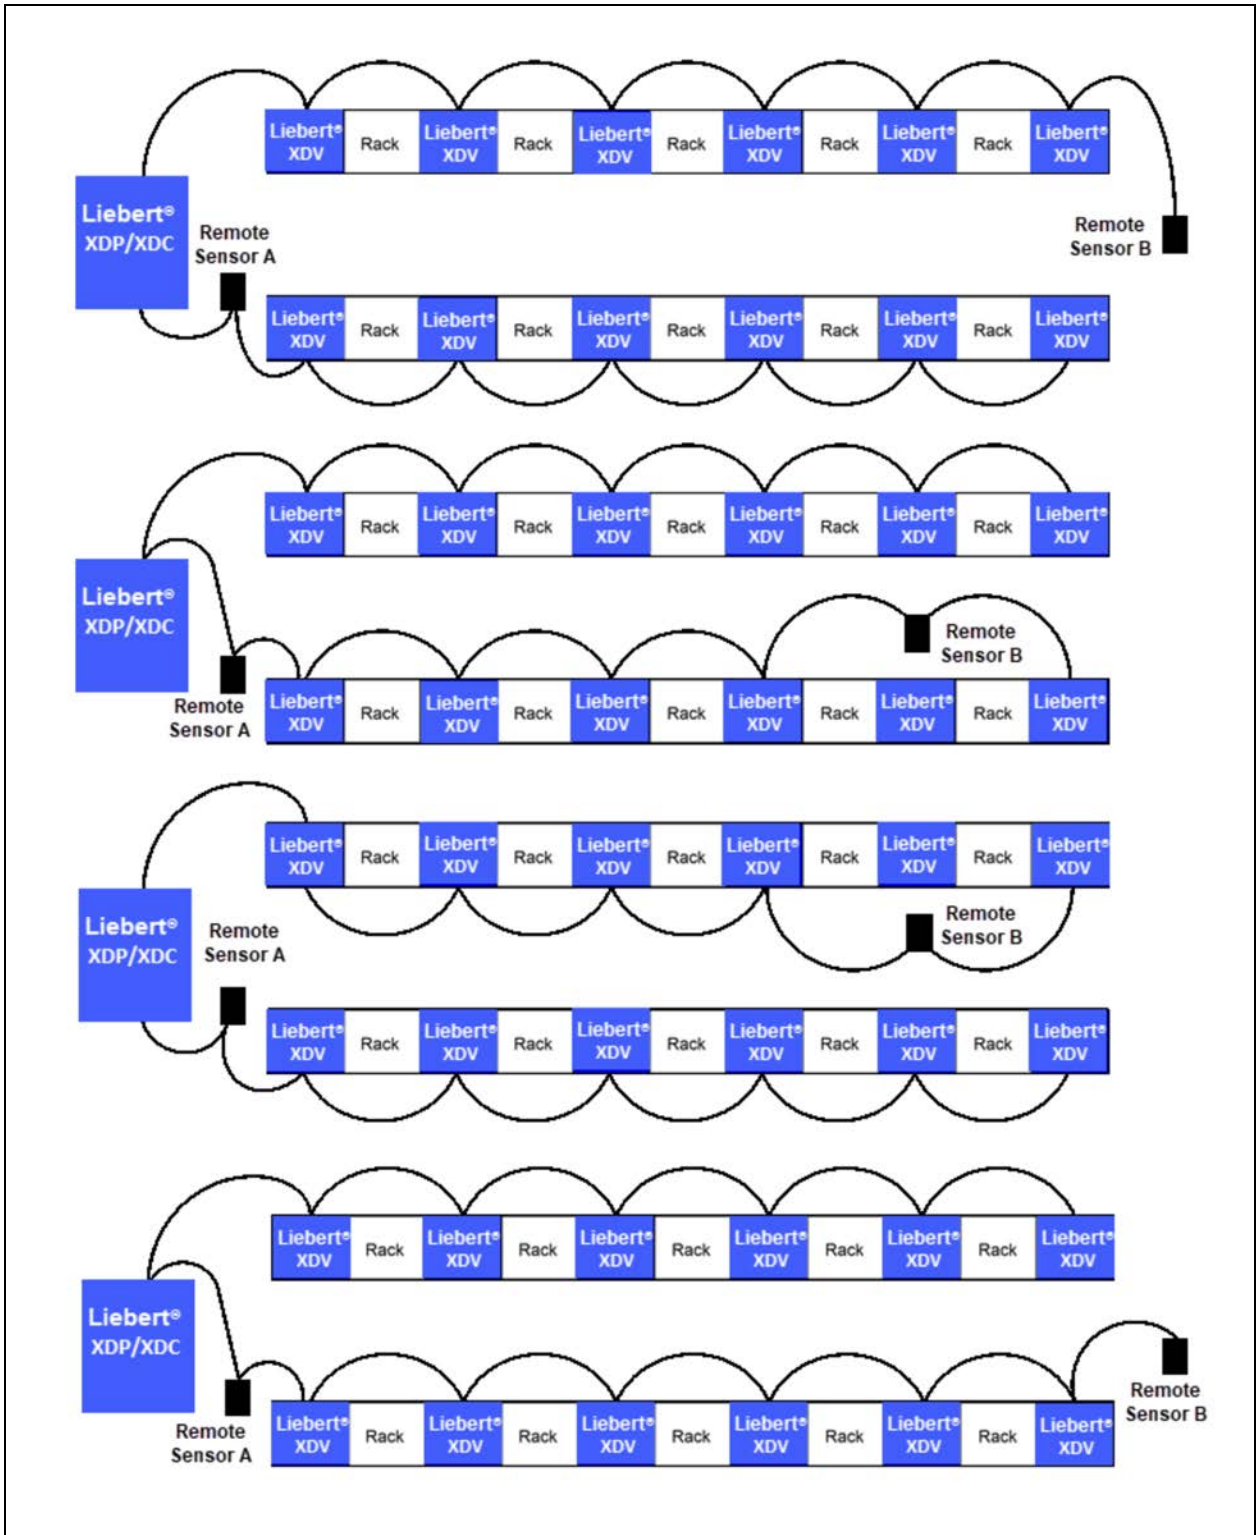 Liebert® Rack Liebert® Rack Liebert® Rack Liebert® Rack Liebert® Rack Liebert®
XDV XDV XDV XDV XDV XDV
Liebert®
XDP/XDC
Remote
Sensor A
Remote
Sensor B
Liebert® Rack Liebert® Rack Liebert® Rack Liebert® Rack Liebert® Rack Liebert®
XDV XDV XDV XDV XDV XDV
Liebert® Rack Liebert® Rack Liebert® Rack Liebert® Rack Liebert® Rack Liebert®
XDV XDV XDV XDV XDV XDV
Liebert®
XDP/XDC
Remote
Sensor B
Remote
Sensor A
Liebert® Rack Liebert® Rack Liebert® Rack Liebert® Rack Liebert® Rack Liebert®
XDV XDV XDV XDV XDV XDV
Liebert® Rack Liebert® Rack Liebert® Rack Liebert® Rack Liebert® Rack Liebert®
XDV XDV XDV XDV XDV XDV
Liebert®
XDP/XDC
Remote
Sensor A
Remote
Sensor B
Liebert® Rack Liebert® Rack Liebert® Rack Liebert® Rack Liebert® Rack Liebert®
XDV XDV XDV XDV XDV XDV
Liebert® Rack Liebert® Rack Liebert® Rack Liebert® Rack Liebert® Rack Liebert®
XDV XDV XDV XDV XDV XDV
Liebert®
XDP/XDC
Remote
Sensor B
Remote
Sensor A
Liebert® Rack Liebert® Rack Liebert® Rack Liebert® Rack Liebert® Rack Liebert®
XDV XDV XDV XDV XDV XDV